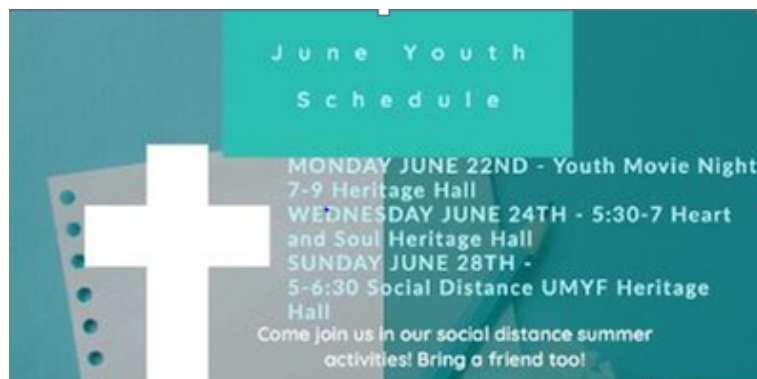 June Youth
Schedule
MONDAY JUNE 22ND - Youth Movie Night
7-9 Heritage Hall
WEDNESDAY JUNE 24TH - 5:30-7 Heart
and Soul Heritage Hall
SUNDAY JUNE 28TH -
5-6:30 Social Distance UMYF Heritage
Hall
Come join us in our social distance summer
activities! Bring a friend too!